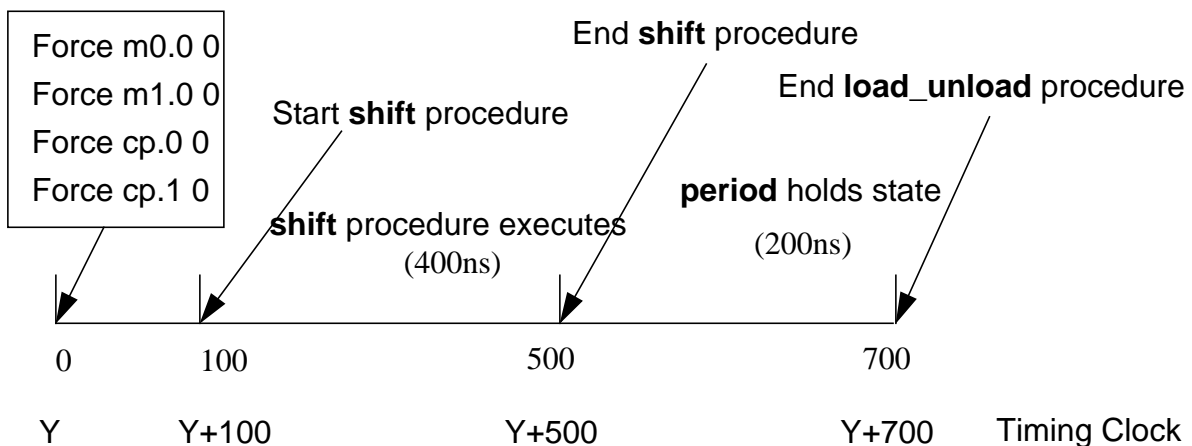 Force m0.0 0
Force m1.0 0
Force cp.0 0
Force cp.1 0
Start shift procedure
End shift procedure
End load_unload procedure
shift procedure executes
(400ns)
period holds state
(200ns)
0 100 500 700
Y Y+100 Y+500 Y+700 Timing Clock